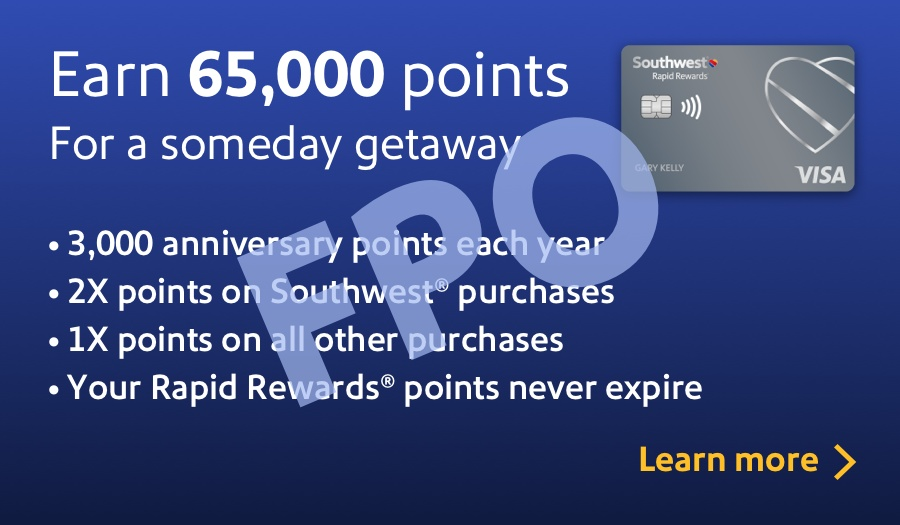 Earn 65,000 points
For a someday getaway
Southwest
Rapid Rewards
GARY KELLY
VISA
FPO
• 3,000 anniversary points each year
• 2X points on Southwest® purchases
• 1X points on all other purchases
• Your Rapid Rewards® points never expire
Learn more